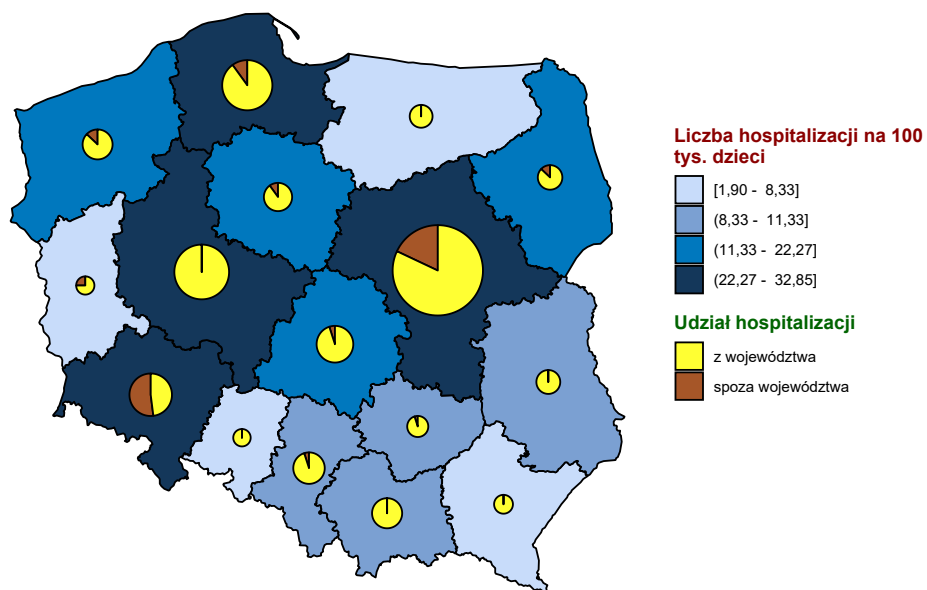 Liczba hospitalizacji na 100
tys. dzieci
[1,90 - 8,33]
(8,33 - 11,33]
(11,33 - 22,27]
(22,27 - 32,85]
Udział hospitalizacji
z województwa
spoza województwa